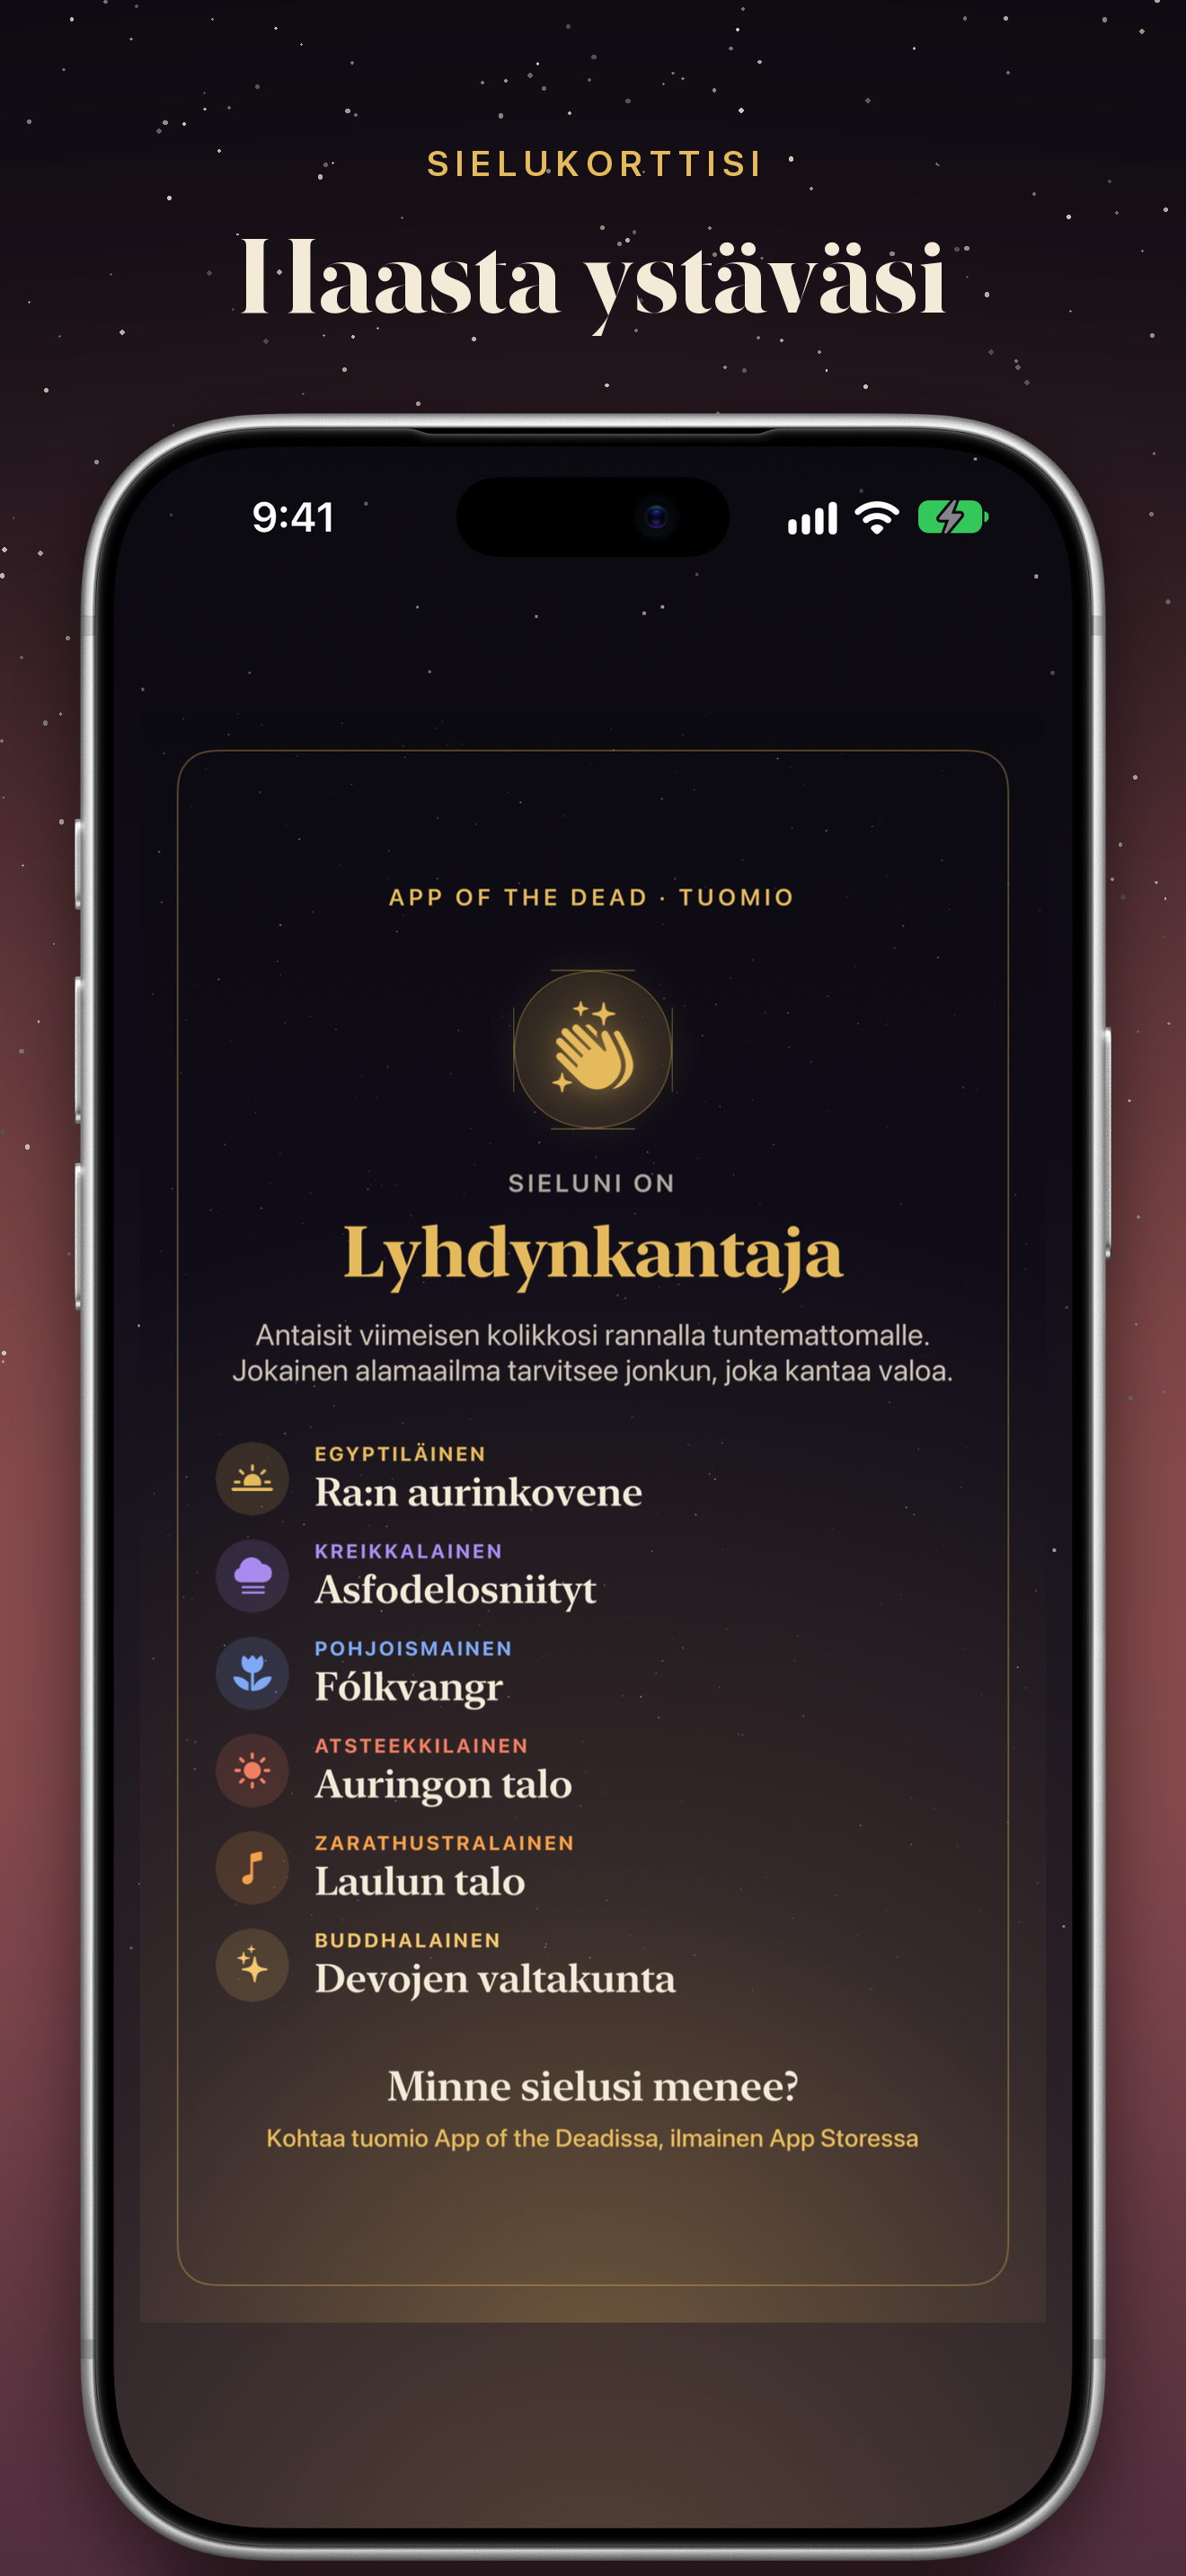 SIELUKORTTISI
Haasta ystäväsi
9:41
APP OF THE DEAD · TUOMIO
SIELUNI ON
Lyhdynkantaja
Antaisit viimeisen kolikkosi rannalla tuntemattomalle.
Jokainen alamaailma tarvitsee jonkun, joka kantaa valoa.
EGYPTILÄINEN
Ra:n aurinkovene
KREIKKALAINEN
Asfodelosniityt
POHJOISMAINEN
Fólkvangr
ATSTEEKKILAINEN
Auringon talo
ZARATHUSTRALAINEN
Laulun talo
BUDDHALAINEN
Devojen valtakunta
Minne sielusi menee?
Kohtaa tuomio App of the Deadissa, ilmainen App Storessa